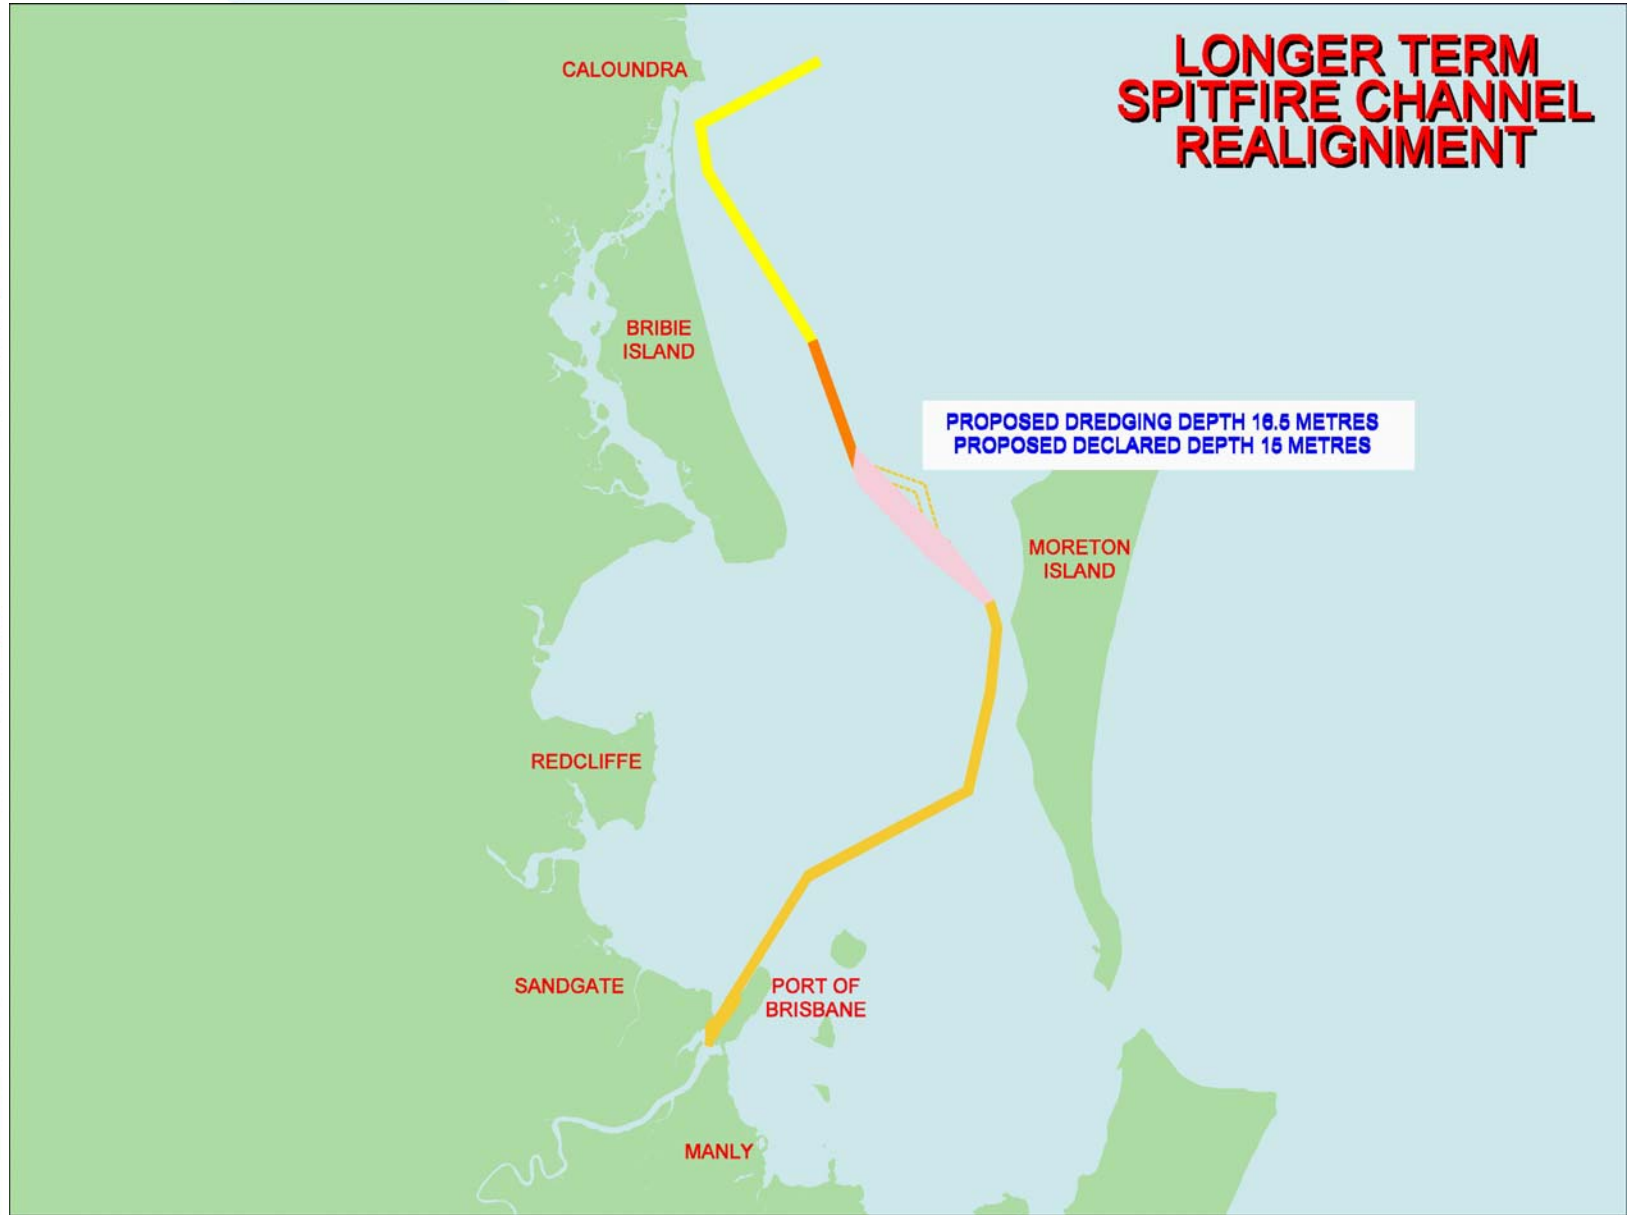 LONGER TERM
SPITFIRE CHANNEL
REALIGNMENT
CALOUNDRA
BRIBIE
ISLAND
PROPOSED DREDGING DEPTH 16.5 METRES
PROPOSED DECLARED DEPTH 15 METRES
MORETON
ISLAND
REDCLIFFE
SANDGATE
PORT OF
BRISBANE
MANLY